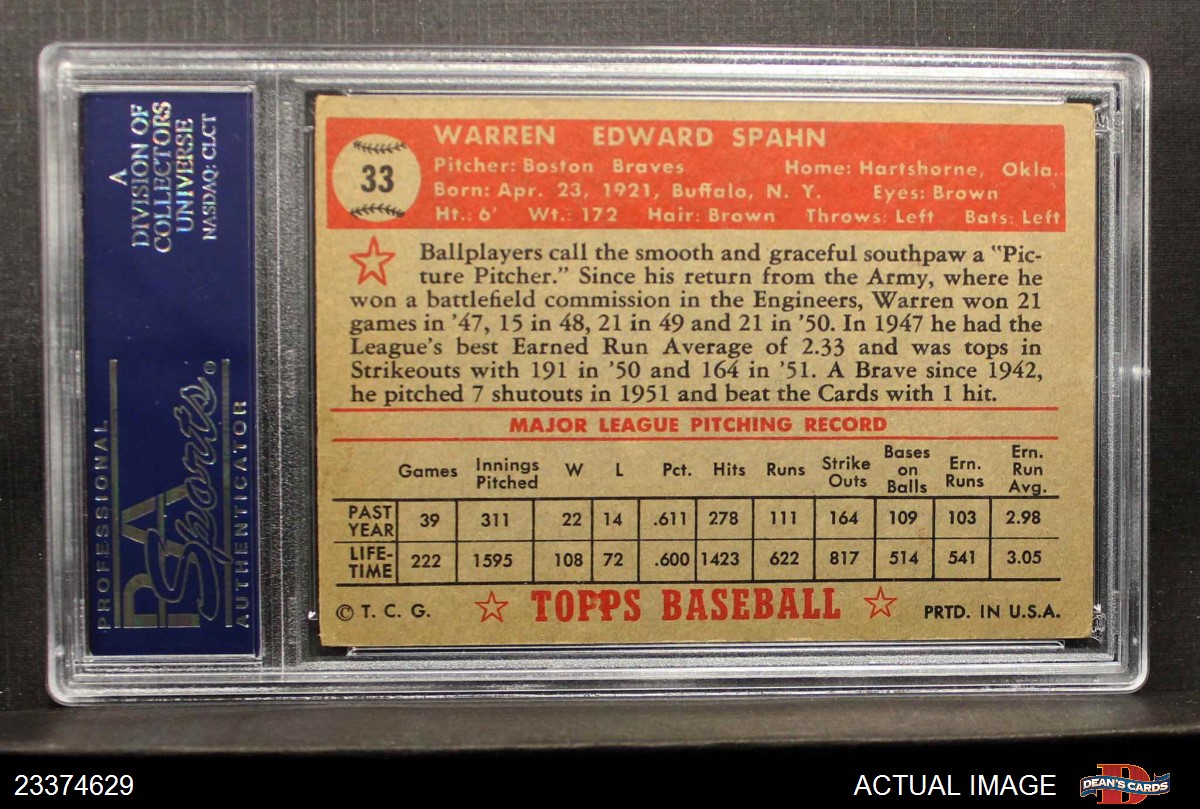 A
DIVISION OF
COLLECTORS
UNIVERSE
NASDAQ: CLCT
PROFESSIONAL
PSA
Sports®
AUTHENTICATOR
33
WARREN EDWARD SPAHN
Pitcher: Boston Braves Home: Hartshorne, Okla.
Born: Apr. 23, 1921, Buffalo, N. Y. Eyes: Brown
Ht.: 6' Wt.: 172 Hair: Brown Throws: Left Bats: Left
Ballplayers call the smooth and graceful southpaw a "Pic-
ture Pitcher." Since his return from the Army, where he
won a battlefield commission in the Engineers, Warren won 21
games in '47, 15 in 48, 21 in 49 and 21 in '50. In 1947 he had the
League's best Earned Run Average of 2.33 and was tops in
Strikeouts with 191 in '50 and 164 in '51. A Brave since 1942,
he pitched 7 shutouts in 1951 and beat the Cards with 1 hit.
MAJOR LEAGUE PITCHING RECORD
Games Innings Pitched W L Pct. Hits Runs Strike Outs Bases on Balls Ern. Runs Ern. Run Avg.
PAST YEAR 39 311 22 14 .611 278 111 164 109 103 2.98
LIFE-TIME 222 1595 108 72 .600 1423 622 817 514 541 3.05
© T. C. G. TOPPS BASEBALL PRTD. IN U.S.A.
23374629 ACTUAL IMAGE DEAN'S CARDS